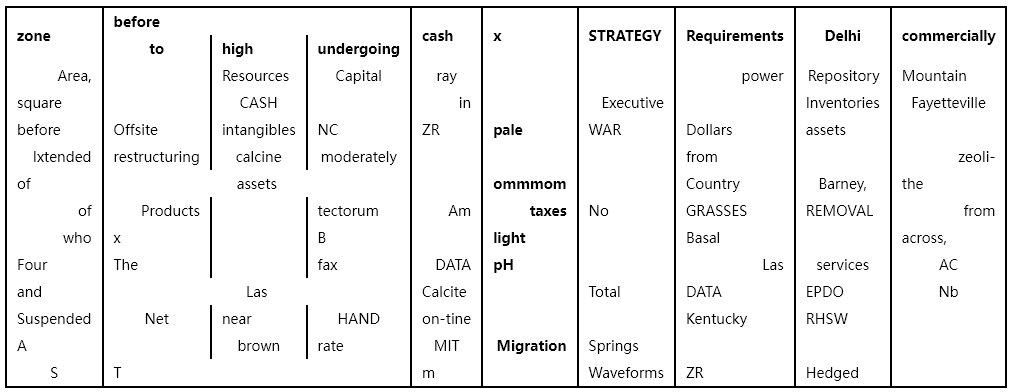 zone before cash x STRATEGY Requirements Delhi commercially
to high undergoing
Area, Resources Capital ray power Repository Mountain
square CASH in Executive Inventories Fayetteville
before Offsite intangibles NC ZR pale WAR Dollars assets
Ixtended restructuring calcine moderately from zeoli-
of assets ommmom Country Barney, the
of Products tectorum Am taxes No GRASSES REMOVAL from
who x B light Basal across,
Four The fax DATA pH Las services AC
and Las Calcite Total DATA EPDO Nb
Suspended Net near HAND on-tine Kentucky RHSW
A brown rate MIT Migration Springs
S T m Waveforms ZR Hedged